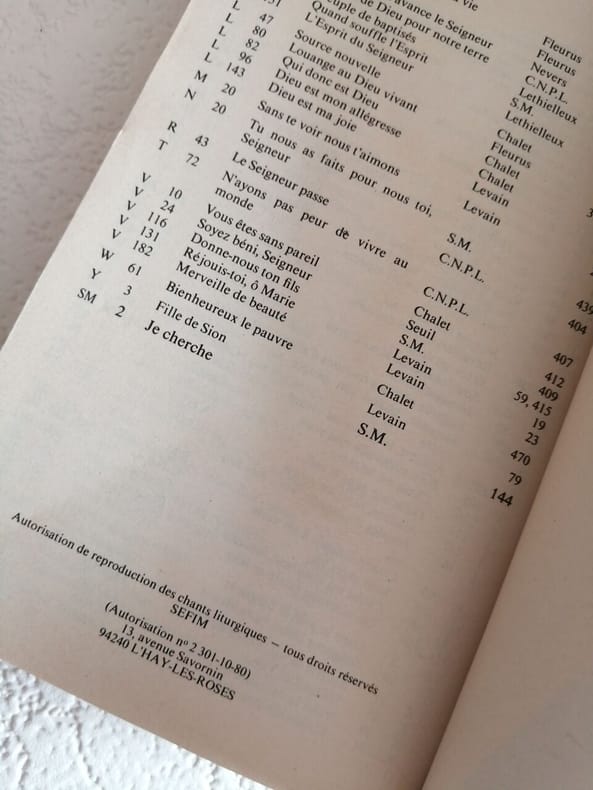 vie Fleurus
avance le Seigneur Fleurus
de Dieu pour notre terre Nevers
de baptisés C.N.P.L.
Quand souffle l'Esprit Lethielleux
L'Esprit du Seigneur S.M.
L 47 Source nouvelle Lethielleux
L 80 Louange au Dieu vivant Chalet
L 82 Qui donc est Dieu Fleurus
L 96 Dieu est mon allégresse Chalet
L 143 Dieu est ma joie Levain
M 20 Sans te voir nous t'aimons Levain
N 20 Tu nous as faits pour nous toi,
Seigneur S.M. 439
R 43 Le Seigneur passe C.N.P.L. 404
T 72 N'ayons pas peur de vivre au
monde C.N.P.L. 407
V 10 Vous êtes sans pareil Chalet 412
V 24 Soyez béni, Seigneur Seuil 409
V 116 Donne-nous ton fils S.M. 59, 415
V 131 Réjouis-toi, ô Marie Levain 19
V 182 Merveille de beauté Levain 23
W 61 Bienheureux le pauvre Chalet 470
Y 3 Fille de Sion Levain 79
SM 2 Je cherche S.M. 144
Autorisation de reproduction des chants liturgiques – tous droits réservés
SEFIM
(Autorisation nº 2 301-10-80)
13, avenue Savornin
94240 L'HAY-LES-ROSES